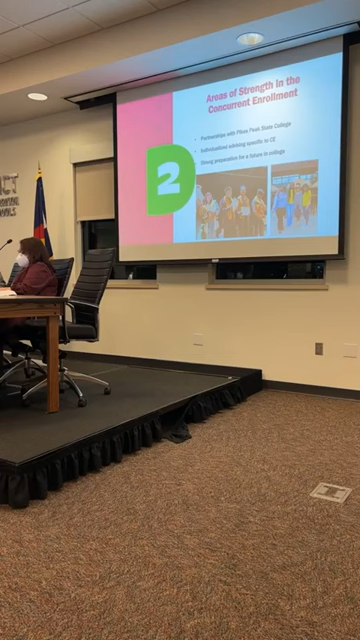 Areas of Strength in the
Concurrent Enrollment
Partnerships with Pikes Peak State College
Individualized advising specific to CE
Strong preparation for a future in college
D2